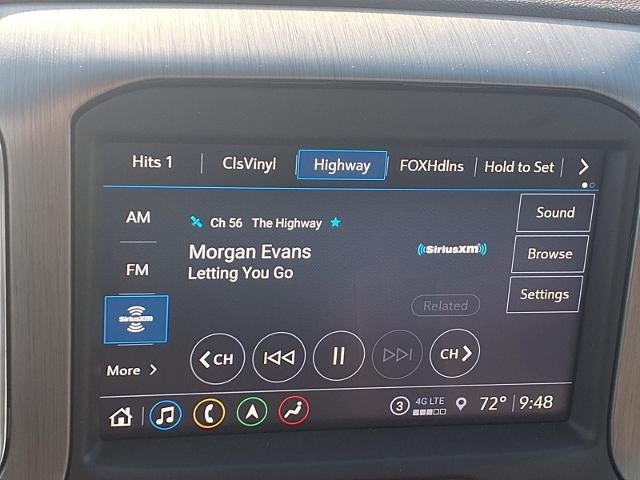 Hits 1 ClsVinyl Highway FOXHdlns Hold to Set
AM
Ch 56 The Highway
Sound
Morgan Evans
SiriusXM
Letting You Go
FM
Browse
SiriusXM
Related
Settings
More
CH
CH
3 4G LTE 72° 9:48